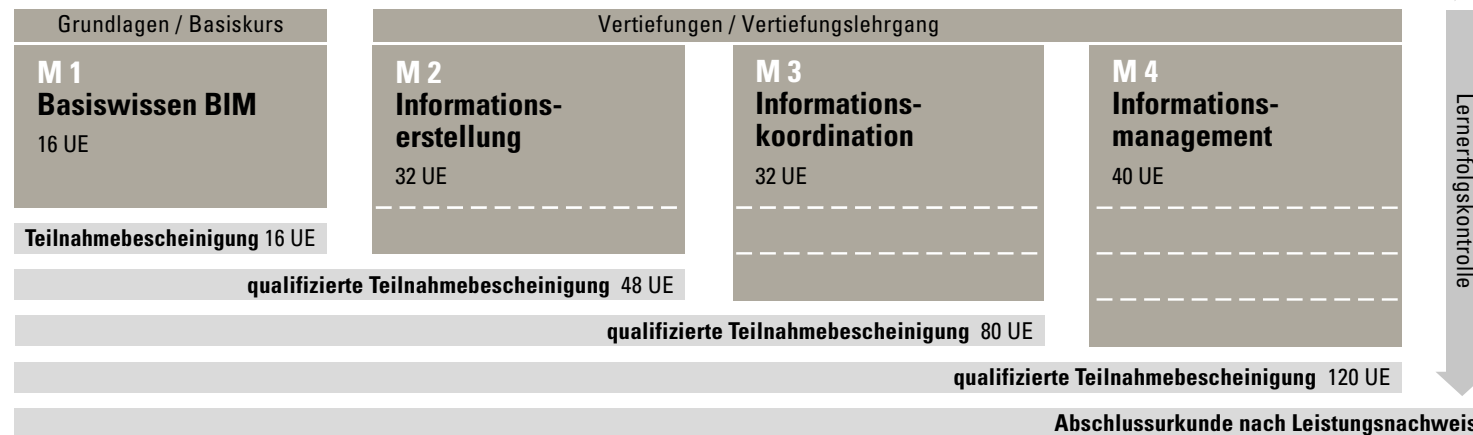 Grundlagen / Basiskurs
Vertiefungen / Vertiefungslehrgang
M 1
Basiswissen BIM
16 UE
M 2
Informations-
erstellung
32 UE
M 3
Informations-
koordination
32 UE
M 4
Informations-
management
40 UE
Lernerfolgskontrolle
Teilnahmebescheinigung 16 UE
qualifizierte Teilnahmebescheinigung 48 UE
qualifizierte Teilnahmebescheinigung 80 UE
qualifizierte Teilnahmebescheinigung 120 UE
Abschlussurkunde nach Leistungsnachweis